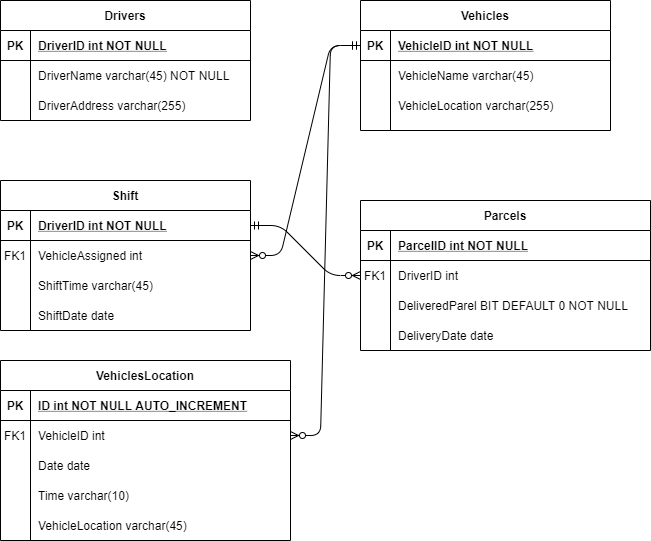 Drivers
PK DriverID int NOT NULL
DriverName varchar(45) NOT NULL
DriverAddress varchar(255)
Vehicles
PK VehicleID int NOT NULL
VehicleName varchar(45)
VehicleLocation varchar(255)
Shift
PK DriverID int NOT NULL
FK1 VehicleAssigned int
ShiftTime varchar(45)
ShiftDate date
Parcels
PK ParcelID int NOT NULL
FK1 DriverID int
DeliveredParel BIT DEFAULT 0 NOT NULL
DeliveryDate date
VehiclesLocation
PK ID int NOT NULL AUTO_INCREMENT
FK1 VehicleID int
Date date
Time varchar(10)
VehicleLocation varchar(45)